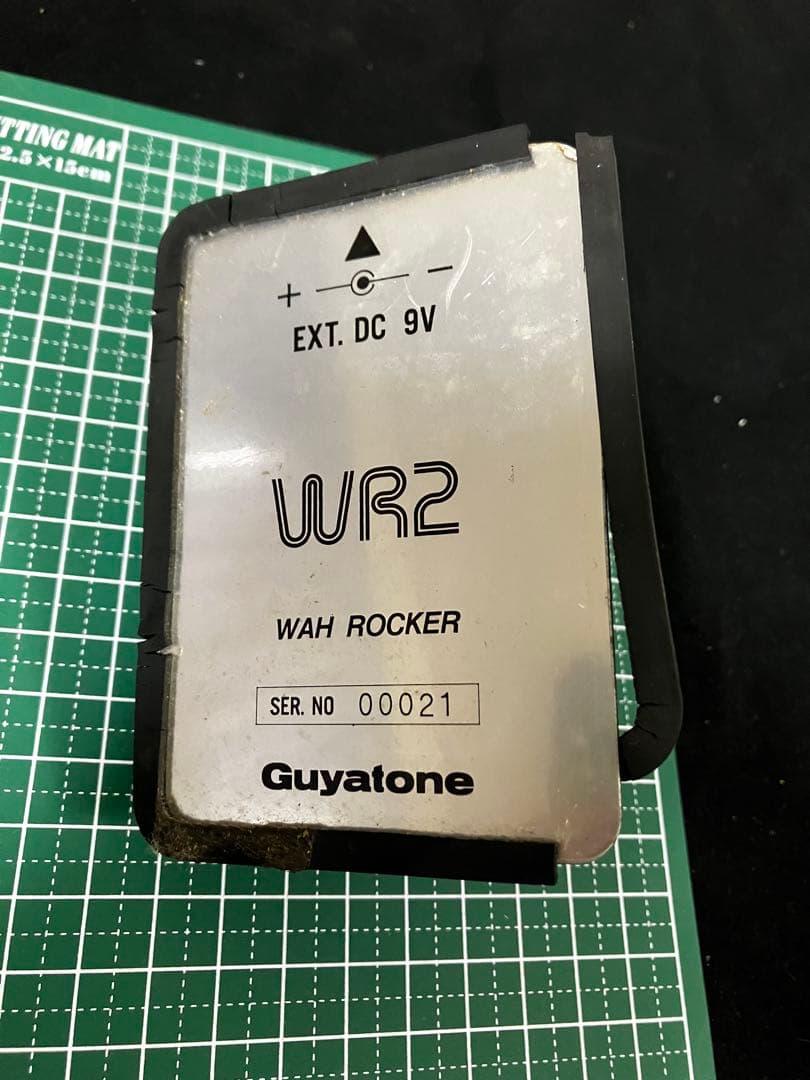 TTING MAT
2.5×15cm
+ −
EXT. DC 9V
WR2
WAH ROCKER
SER. NO 00021
Guyatone